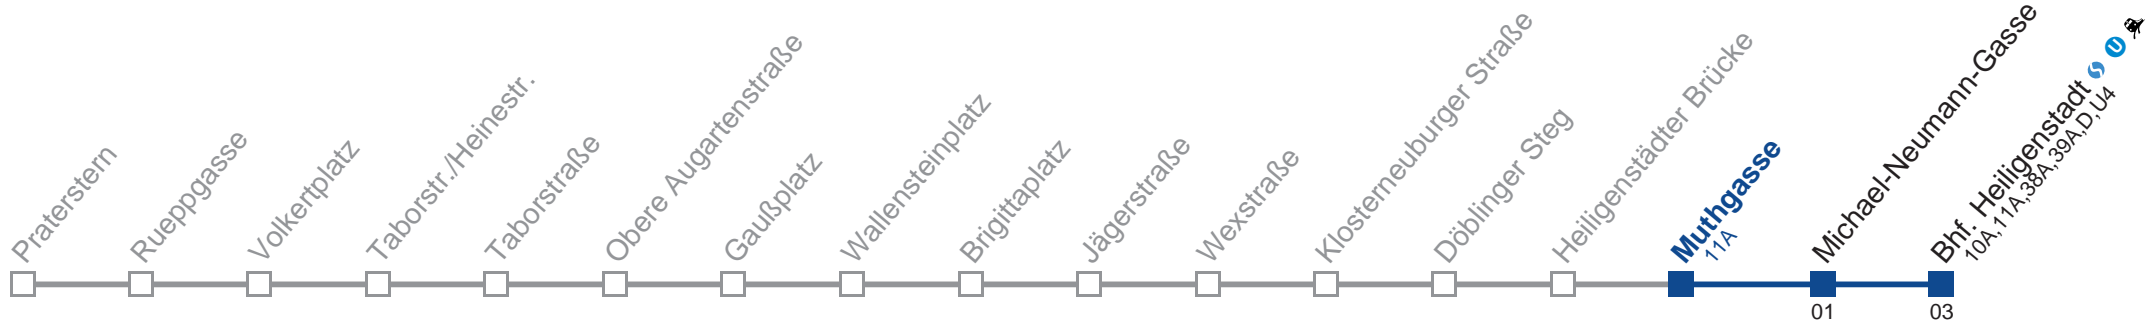 Praterstern
Rueppgasse
Volkertplatz
Taborstr./Heinestr.
Taborstraße
Obere Augartenstraße
Gaußplatz
Wallensteinplatz
Brigittaplatz
Jägerstraße
Wexstraße
Klosterneuburger Straße
Döblinger Steg
Heiligenstädter Brücke
Muthgasse
11A
Michael-Neumann-Gasse
Bhf. Heiligenstadt S U
10A,11A,38A,39A,D,U4
01
03